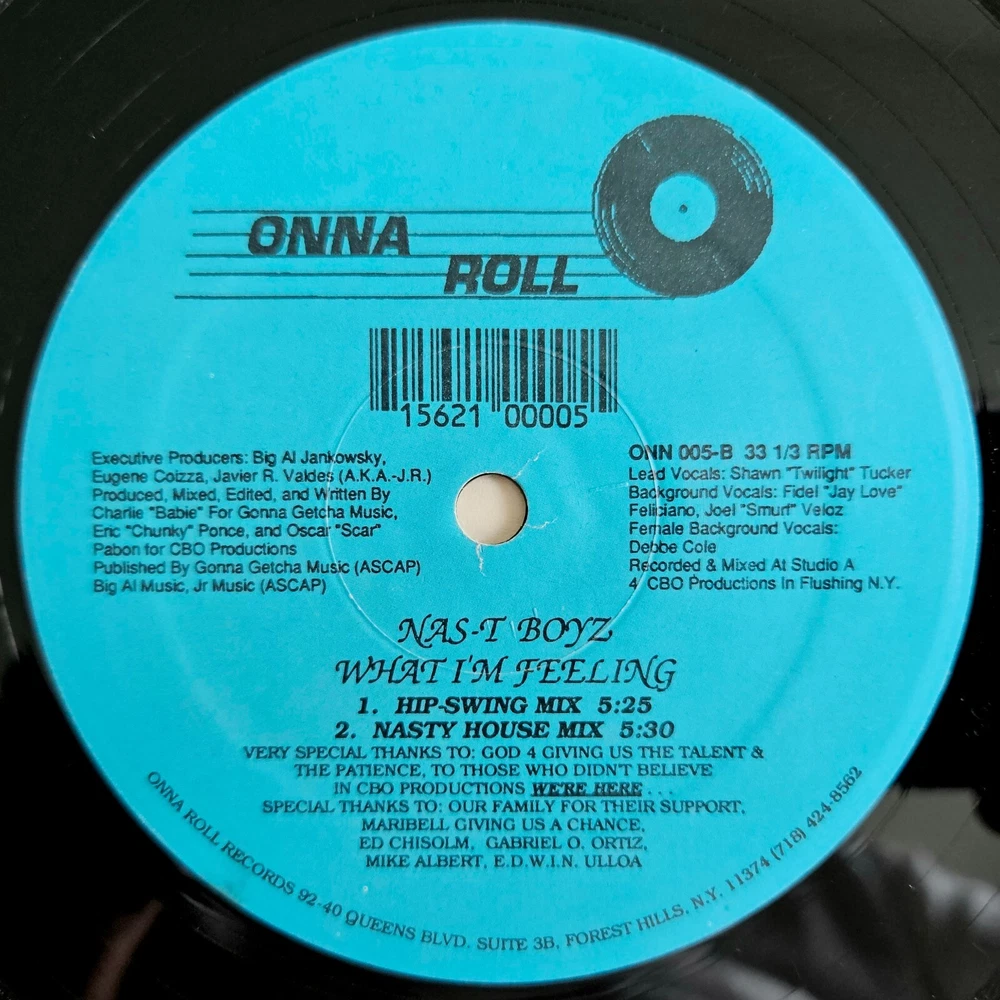 ONNA
ROLL
15621 00005
Executive Producers: Big Al Jankowsky,
Eugene Coizza, Javier R. Valdes (A.K.A.-J.R.)
Produced, Mixed, Edited, and Written By
Charlie "Babie" For Gonna Getcha Music,
Eric "Chunky" Ponce, and Oscar "Scar"
Pabon for CBO Productions
Published By Gonna Getcha Music (ASCAP)
Big Al Music, Jr Music (ASCAP)
ONN 005-B 33 1/3 RPM
Lead Vocals: Shawn "Twilight" Tucker
Background Vocals: Fidel "Jay Love"
Feliciano, Joel "Smurf" Veloz
Female Background Vocals:
Debbe Cole
Recorded & Mixed At Studio A
4 CBO Productions In Flushing N.Y.
NAS-T BOYZ
WHAT I'M FEELING
1. HIP-SWING MIX 5:25
2. NASTY HOUSE MIX 5:30
VERY SPECIAL THANKS TO: GOD 4 GIVING US THE TALENT &
THE PATIENCE, TO THOSE WHO DIDN'T BELIEVE
IN CBO PRODUCTIONS WE'RE HERE . . .
SPECIAL THANKS TO: OUR FAMILY FOR THEIR SUPPORT,
MARIBELL GIVING US A CHANCE,
ED CHISOLM, GABRIEL O. ORTIZ,
MIKE ALBERT, E.D.W.I.N. ULLOA
ONNA ROLL RECORDS 92-40 QUEENS BLVD. SUITE 3B, FOREST HILLS, N.Y. 11374 (718) 424-8562